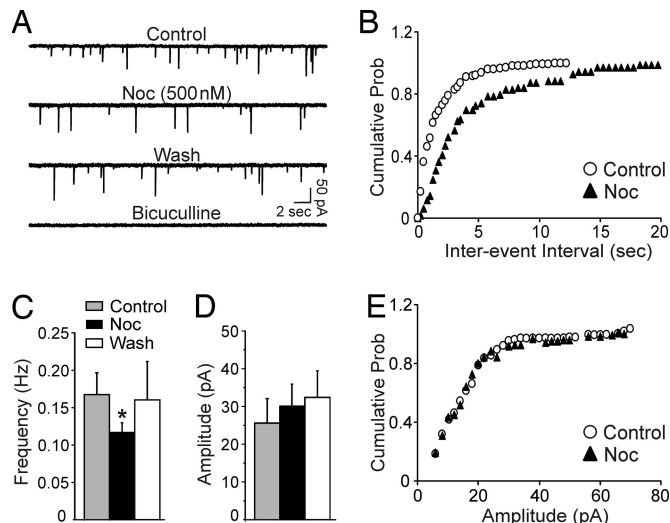 A
Control
Noc (500 nM)
Wash
50 pA
2 sec
Bicuculline
B
Cumulative Prob
1.2
0.8
0.4
0
0 5 10 15 20
Inter-event Interval (sec)
Control
Noc
C
Control
Noc
Wash
Frequency (Hz)
0.25
0.20
0.15
0.10
0.05
0
*
D
Amplitude (pA)
50
40
30
20
10
0
E
Cumulative Prob
1.2
0.8
0.4
0
0 20 40 60 80
Amplitude (pA)
Control
Noc